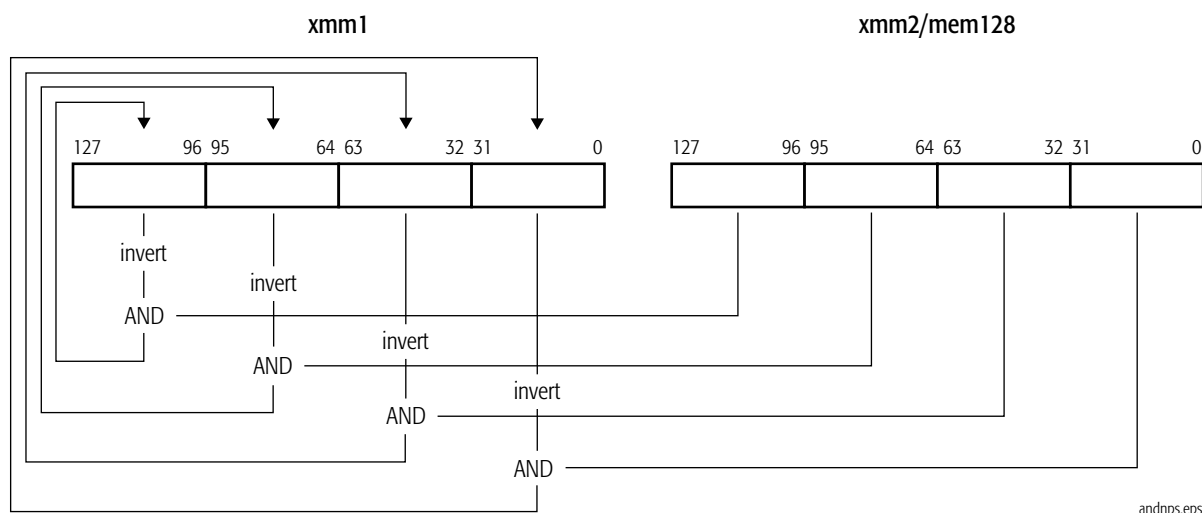 xmm1 xmm2/mem128
127 96 95 64 63 32 31 0 127 96 95 64 63 32 31 0
invert
invert
AND
invert
AND
invert
AND
AND
andnps.eps